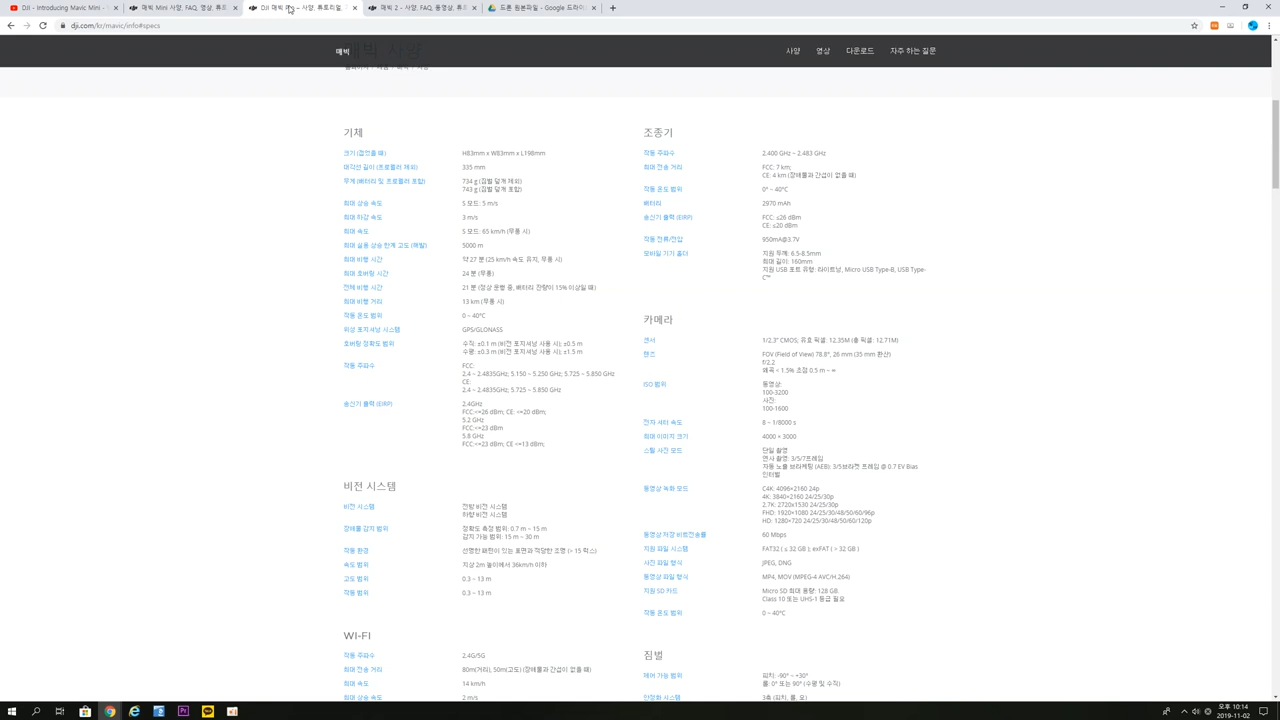 DJI - Introducing Mavic Mini -
매빅 Mini 사양, FAQ, 영상, 튜토
DJI 매빅 프로 – 사양, 튜토리얼,
매빅 2 - 사양, FAQ, 동영상, 튜토
드론 원본파일 - Google 드라이
dji.com/kr/mavic/info#specs
매빅
사양
영상
다운로드
자주 하는 질문
기체
크기 (접었을 때) H83mm x W83mm x L198mm
대각선 길이 (프로펠러 제외) 335 mm
무게 (배터리 및 프로펠러 포함) 734 g (짐벌 덮개 제외)
743 g (짐벌 덮개 포함)
최대 상승 속도 S 모드: 5 m/s
최대 하강 속도 3 m/s
최대 속도 S 모드: 65 km/h (무풍 시)
최대 실용 상승 한계 고도 (해발) 5000 m
최대 비행 시간 약 27 분 (25 km/h 속도 유지, 무풍 시)
최대 호버링 시간 24 분 (무풍)
전체 비행 시간 21 분 (정상 운행 중, 배터리 잔량이 15% 이상일 때)
최대 비행 거리 13 km (무풍 시)
작동 온도 범위 0 ~ 40°C
위성 포지셔닝 시스템 GPS/GLONASS
호버링 정확도 범위 수직: ±0.1 m (비전 포지셔닝 사용 시); ±0.5 m
수평: ±0.3 m (비전 포지셔닝 사용 시); ±1.5 m
작동 주파수 FCC:
2.4 ~ 2.4835GHz; 5.150 ~ 5.250 GHz; 5.725 ~ 5.850 GHz
CE:
2.4 ~ 2.4835GHz; 5.725 ~ 5.850 GHz
송신기 출력 (EIRP) 2.4GHz
FCC:<=26 dBm; CE: <=20 dBm;
5.2 GHz
FCC:<=23 dBm
5.8 GHz
FCC:<=23 dBm; CE <=13 dBm;
비전 시스템
비전 시스템 전방 비전 시스템
하향 비전 시스템
장애물 감지 범위 정확도 측정 범위: 0.7 m ~ 15 m
감지 가능 범위: 15 m ~ 30 m
작동 환경 선명한 패턴이 있는 표면과 적당한 조명 (> 15 럭스)
속도 범위 지상 2m 높이에서 36km/h 이하
고도 범위 0.3 ~ 13 m
작동 범위 0.3 ~ 13 m
WI-FI
작동 주파수 2.4G/5G
최대 전송 거리 80m(거리), 50m(고도) (장애물과 간섭이 없을 때)
최대 속도 14 km/h
최대 상승 속도 2 m/s
조종기
작동 주파수 2.400 GHz ~ 2.483 GHz
최대 전송 거리 FCC: 7 km;
CE: 4 km (장애물과 간섭이 없을 때)
작동 온도 범위 0° ~ 40°C
배터리 2970 mAh
송신기 출력 (EIRP) FCC: ≤26 dBm
CE: ≤20 dBm
작동 전류/전압 950mA@3.7V
모바일 기기 홀더 지원 두께: 6.5-8.5mm
최대 길이: 160mm
지원 USB 포트 유형: 라이트닝, Micro USB Type-B, USB Type-
C™
카메라
센서 1/2.3" CMOS; 유효 픽셀: 12.35M (총 픽셀: 12.71M)
렌즈 FOV (Field of View) 78.8°, 26 mm (35 mm 환산)
f/2.2
왜곡 < 1.5% 초점 0.5 m ~ ∞
ISO 범위 동영상:
100-3200
사진:
100-1600
전자 셔터 속도 8 ~ 1/8000 s
최대 이미지 크기 4000 × 3000
스틸 사진 모드 단일 촬영
연사 촬영: 3/5/7프레임
자동 노출 브라케팅 (AEB): 3/5브라켓 프레임 @ 0.7 EV Bias
인터벌
동영상 녹화 모드 C4K: 4096×2160 24p
4K: 3840×2160 24/25/30p
2.7K: 2720x1530 24/25/30p
FHD: 1920×1080 24/25/30/48/50/60/96p
HD: 1280×720 24/25/30/48/50/60/120p
동영상 저장 비트전송률 60 Mbps
지원 파일 시스템 FAT32 ( ≤ 32 GB ); exFAT ( > 32 GB )
사진 파일 형식 JPEG, DNG
동영상 파일 형식 MP4, MOV (MPEG-4 AVC/H.264)
지원 SD 카드 Micro SD 최대 용량: 128 GB.
Class 10 또는 UHS-1 등급 필요
작동 온도 범위 0 ~ 40°C
짐벌
제어 가능 범위 피치: -90° ~ +30°
롤: 0° 또는 90° (수평 및 수직)
안정화 시스템 3축 (피치, 롤, 요)
오후 10:14
2019-11-02